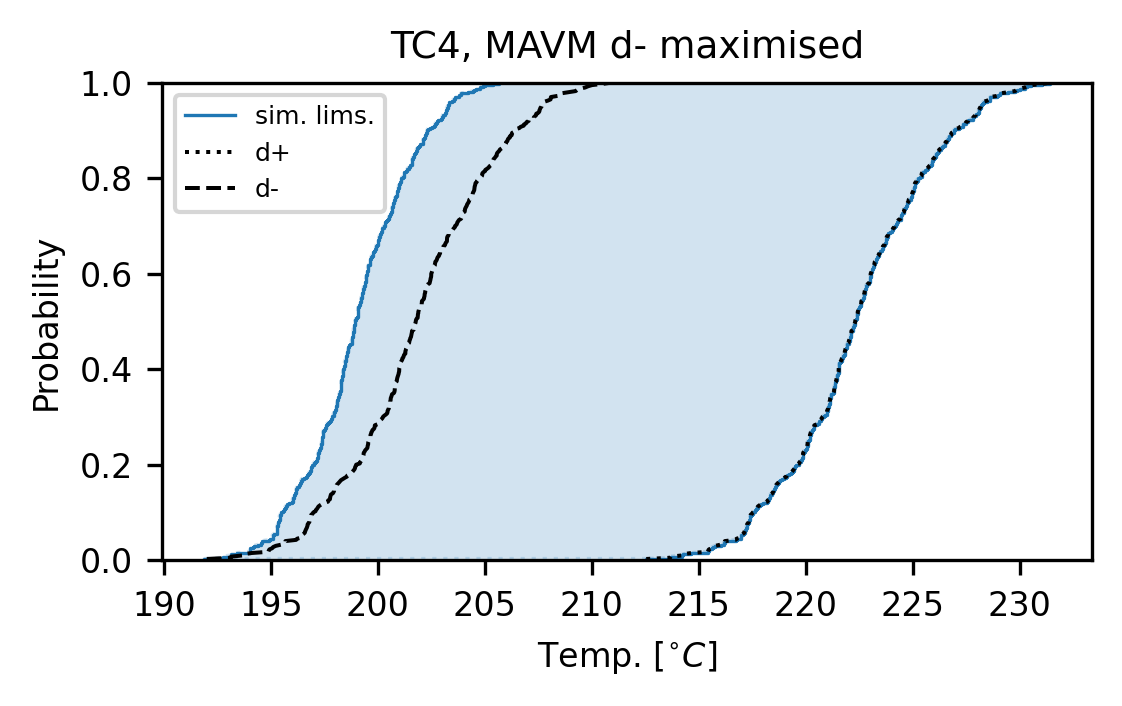 TC4, MAVM d- maximised
1.0
0.8
0.6
0.4
0.2
0.0
Probability
sim. lims.
d+
d-
190 195 200 205 210 215 220 225 230
Temp. [°C]